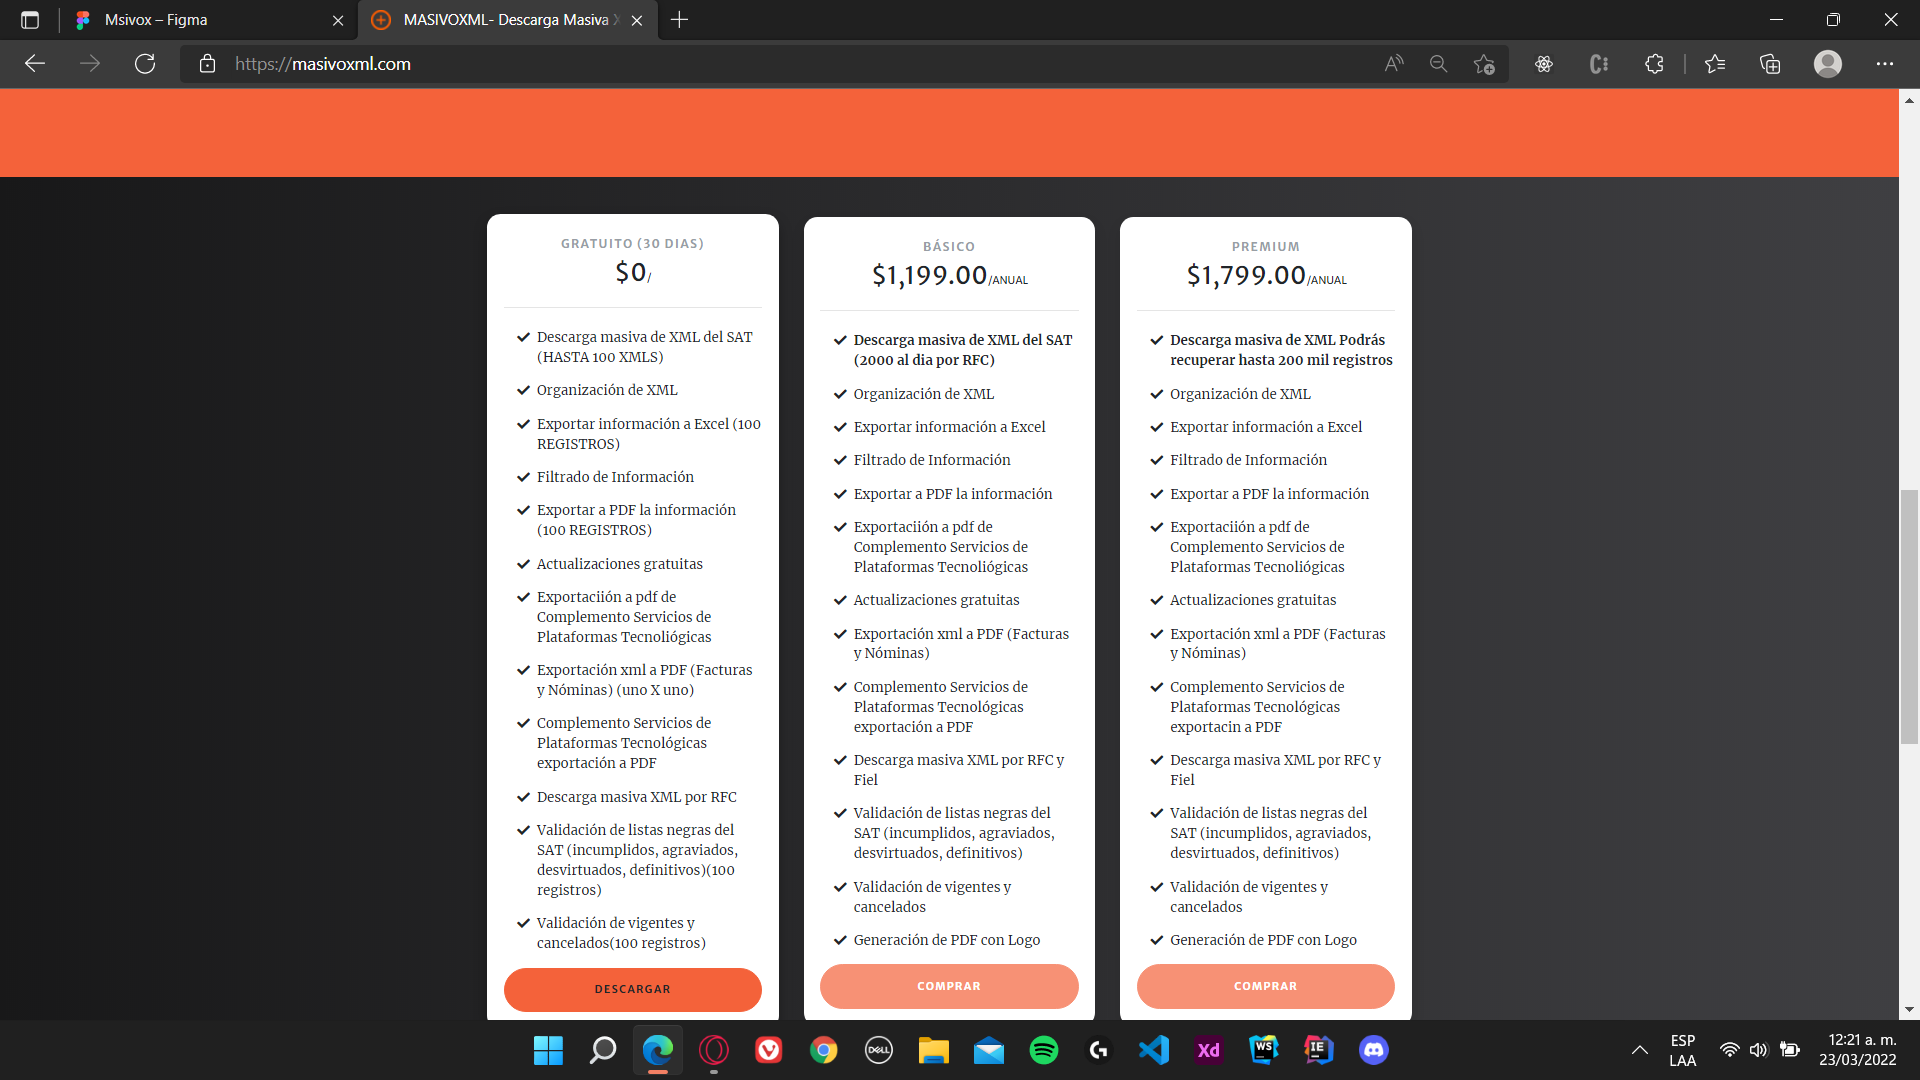 Msivox – Figma
MASIVOXML- Descarga Masiva
https://masivoxml.com
GRATUITO (30 DIAS)
$0/
Descarga masiva de XML del SAT
(HASTA 100 XMLS)
Organización de XML
Exportar información a Excel (100
REGISTROS)
Filtrado de Información
Exportar a PDF la información
(100 REGISTROS)
Actualizaciones gratuitas
Exportaciión a pdf de
Complemento Servicios de
Plataformas Tecnoliógicas
Exportación xml a PDF (Facturas
y Nóminas) (uno X uno)
Complemento Servicios de
Plataformas Tecnológicas
exportación a PDF
Descarga masiva XML por RFC
Validación de listas negras del
SAT (incumplidos, agraviados,
desvirtuados, definitivos)(100
registros)
Validación de vigentes y
cancelados(100 registros)
DESCARGAR
BÁSICO
$1,199.00/ANUAL
Descarga masiva de XML del SAT
(2000 al dia por RFC)
Organización de XML
Exportar información a Excel
Filtrado de Información
Exportar a PDF la información
Exportaciión a pdf de
Complemento Servicios de
Plataformas Tecnoliógicas
Actualizaciones gratuitas
Exportación xml a PDF (Facturas
y Nóminas)
Complemento Servicios de
Plataformas Tecnológicas
exportación a PDF
Descarga masiva XML por RFC y
Fiel
Validación de listas negras del
SAT (incumplidos, agraviados,
desvirtuados, definitivos)
Validación de vigentes y
cancelados
Generación de PDF con Logo
COMPRAR
PREMIUM
$1,799.00/ANUAL
Descarga masiva de XML Podrás
recuperar hasta 200 mil registros
Organización de XML
Exportar información a Excel
Filtrado de Información
Exportar a PDF la información
Exportaciión a pdf de
Complemento Servicios de
Plataformas Tecnoliógicas
Actualizaciones gratuitas
Exportación xml a PDF (Facturas
y Nóminas)
Complemento Servicios de
Plataformas Tecnológicas
exportacin a PDF
Descarga masiva XML por RFC y
Fiel
Validación de listas negras del
SAT (incumplidos, agraviados,
desvirtuados, definitivos)
Validación de vigentes y
cancelados
Generación de PDF con Logo
COMPRAR
DELL
Xd
WS
IE
ESP
LAA
12:21 a. m.
23/03/2022